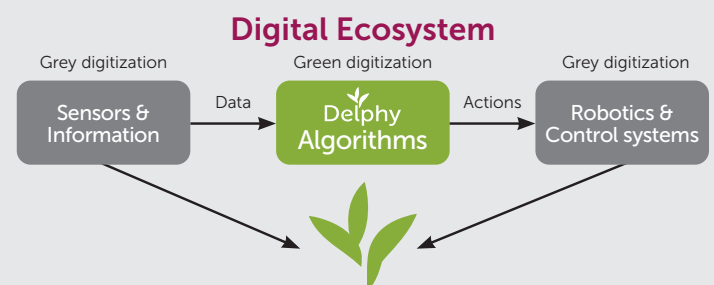 Digital Ecosystem
Grey digitization
Green digitization
Grey digitization
Sensors &
Information
Data
Delphy
Algorithms
Actions
Robotics &
Control systems